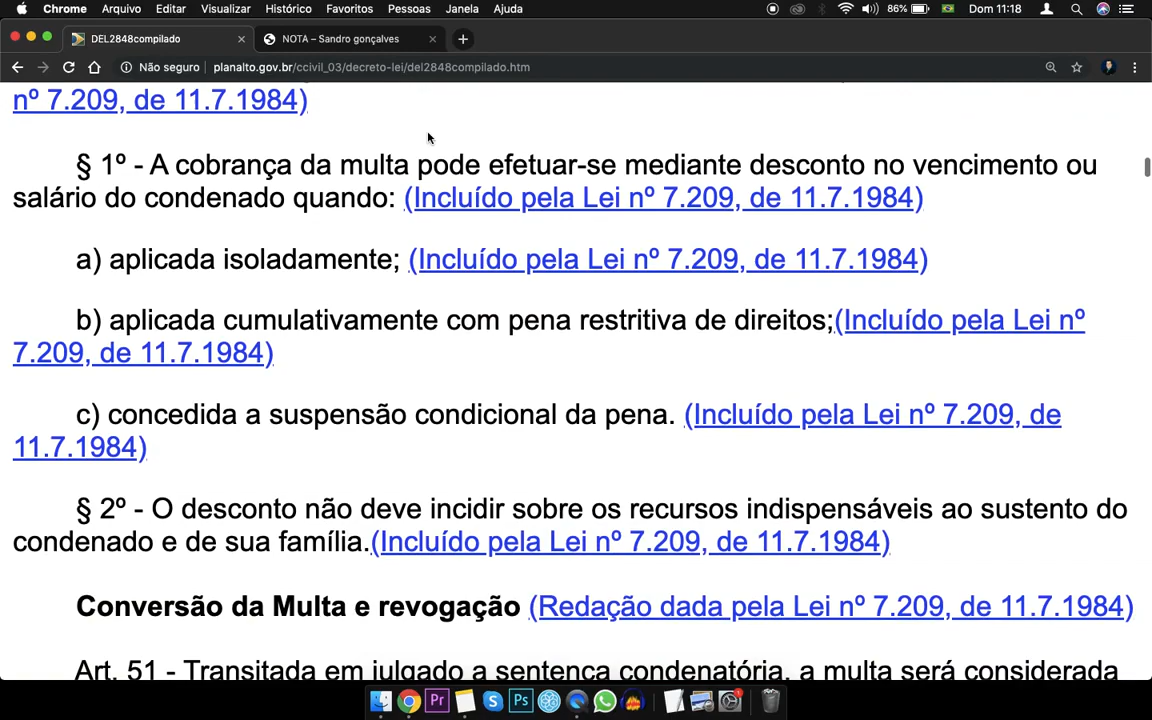 Chrome Arquivo Editar Visualizar Histórico Favoritos Pessoas Janela Ajuda 86% Dom 11:18
DEL2848compilado NOTA – Sandro gonçalves
Não seguro planalto.gov.br/ccivil_03/decreto-lei/del2848compilado.htm
nº 7.209, de 11.7.1984)
§ 1º - A cobrança da multa pode efetuar-se mediante desconto no vencimento ou
salário do condenado quando: (Incluído pela Lei nº 7.209, de 11.7.1984)
a) aplicada isoladamente; (Incluído pela Lei nº 7.209, de 11.7.1984)
b) aplicada cumulativamente com pena restritiva de direitos;(Incluído pela Lei nº
7.209, de 11.7.1984)
c) concedida a suspensão condicional da pena. (Incluído pela Lei nº 7.209, de
11.7.1984)
§ 2º - O desconto não deve incidir sobre os recursos indispensáveis ao sustento do
condenado e de sua família.(Incluído pela Lei nº 7.209, de 11.7.1984)
Conversão da Multa e revogação (Redação dada pela Lei nº 7.209, de 11.7.1984)
Art. 51 - Transitada em julgado a sentença condenatória, a multa será considerada
Pr Ps